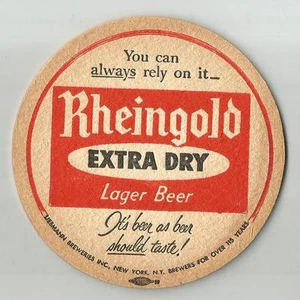 You can
always rely on it—
Rheingold
EXTRA DRY
Lager Beer
It's beer as beer
should taste!
LIEBMANN BREWERIES INC. NEW YORK, N.Y. BREWERS FOR OVER 115 YEARS
19